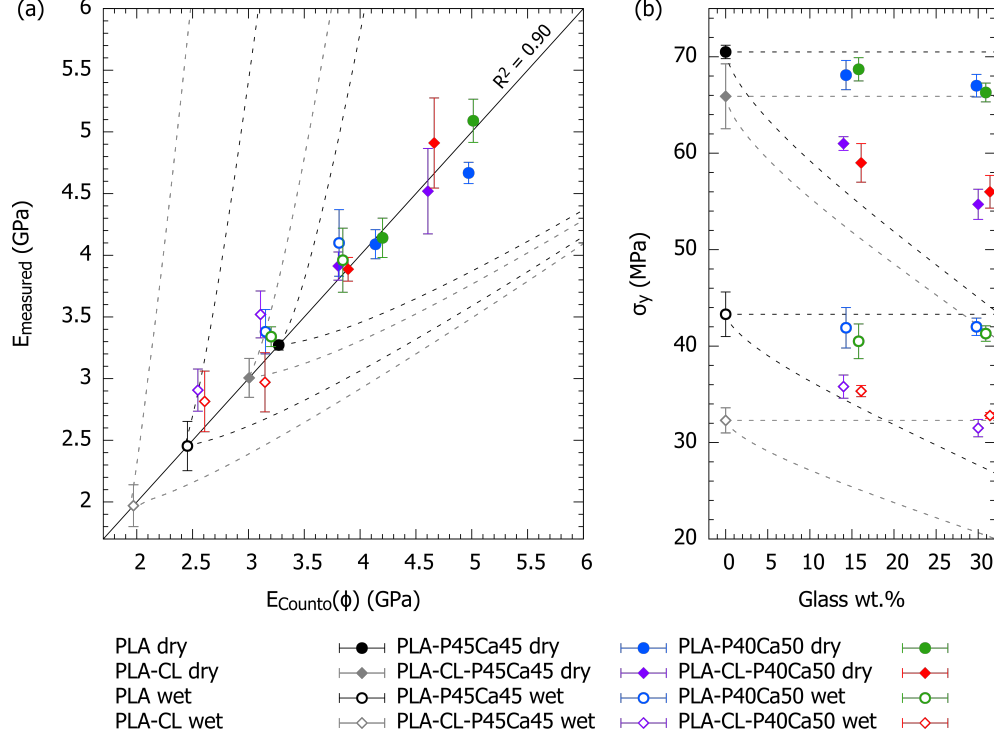 (a)
(b)
6
5.5
5
4.5
4
3.5
3
2.5
2
E_measured (GPa)
R² = 0.90
2 2.5 3 3.5 4 4.5 5 5.5 6
E_Counto(ϕ) (GPa)
70
60
50
40
30
20
σ_y (MPa)
0 5 10 15 20 25 30
Glass wt.%
PLA dry PLA-P45Ca45 dry PLA-P40Ca50 dry
PLA-CL dry PLA-CL-P45Ca45 dry PLA-CL-P40Ca50 dry
PLA wet PLA-P45Ca45 wet PLA-P40Ca50 wet
PLA-CL wet PLA-CL-P45Ca45 wet PLA-CL-P40Ca50 wet